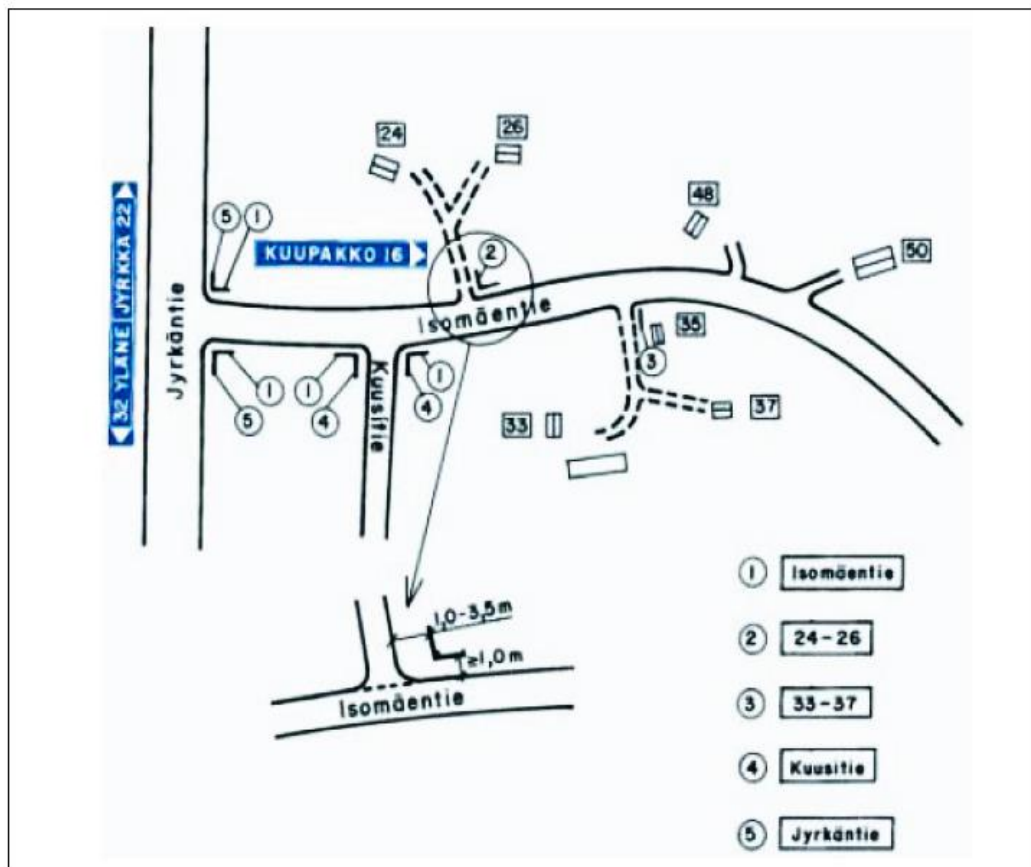 24
26
48
50
5
1
KUUPAKKO 16
2
Isomäentie
32 YLÄNE JYRKKÄ 22
Jyrkäntie
35
3
1
1
1
5
4
4
Kuusitie
33
37
1,0-3,5m
≥1,0m
Isomäentie
1 Isomäentie
2 24-26
3 33-37
4 Kuusitie
5 Jyrkäntie